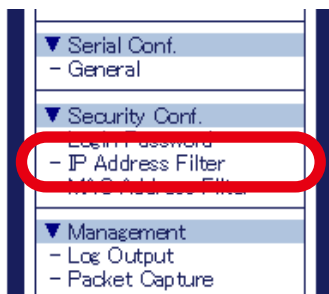 ▼ Serial Conf.
- General
▼ Security Conf.
- Login Password
- IP Address Filter
- MAC Address Filter
▼ Management
- Log Output
- Packet Capture